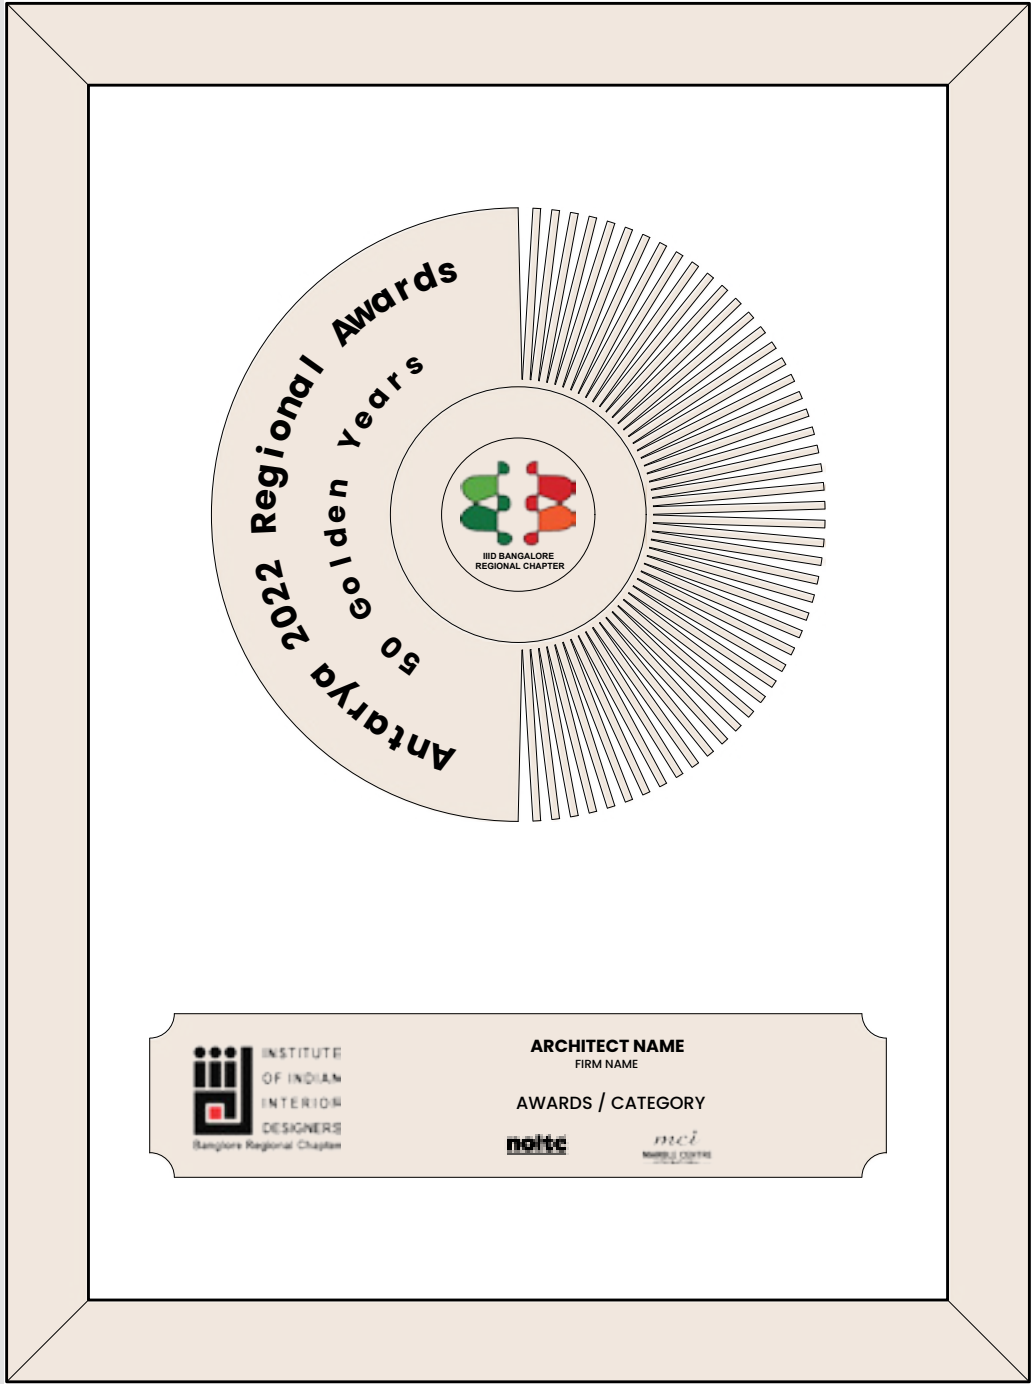 Antarya 2022 Regional Awards
50 Golden Years
IIID BANGALORE
REGIONAL CHAPTER
INSTITUTE
OF INDIAN
INTERIOR
DESIGNERS
Banglore Regional Chapter
ARCHITECT NAME
FIRM NAME
AWARDS / CATEGORY
nolte
mci
MARBLE CENTRE